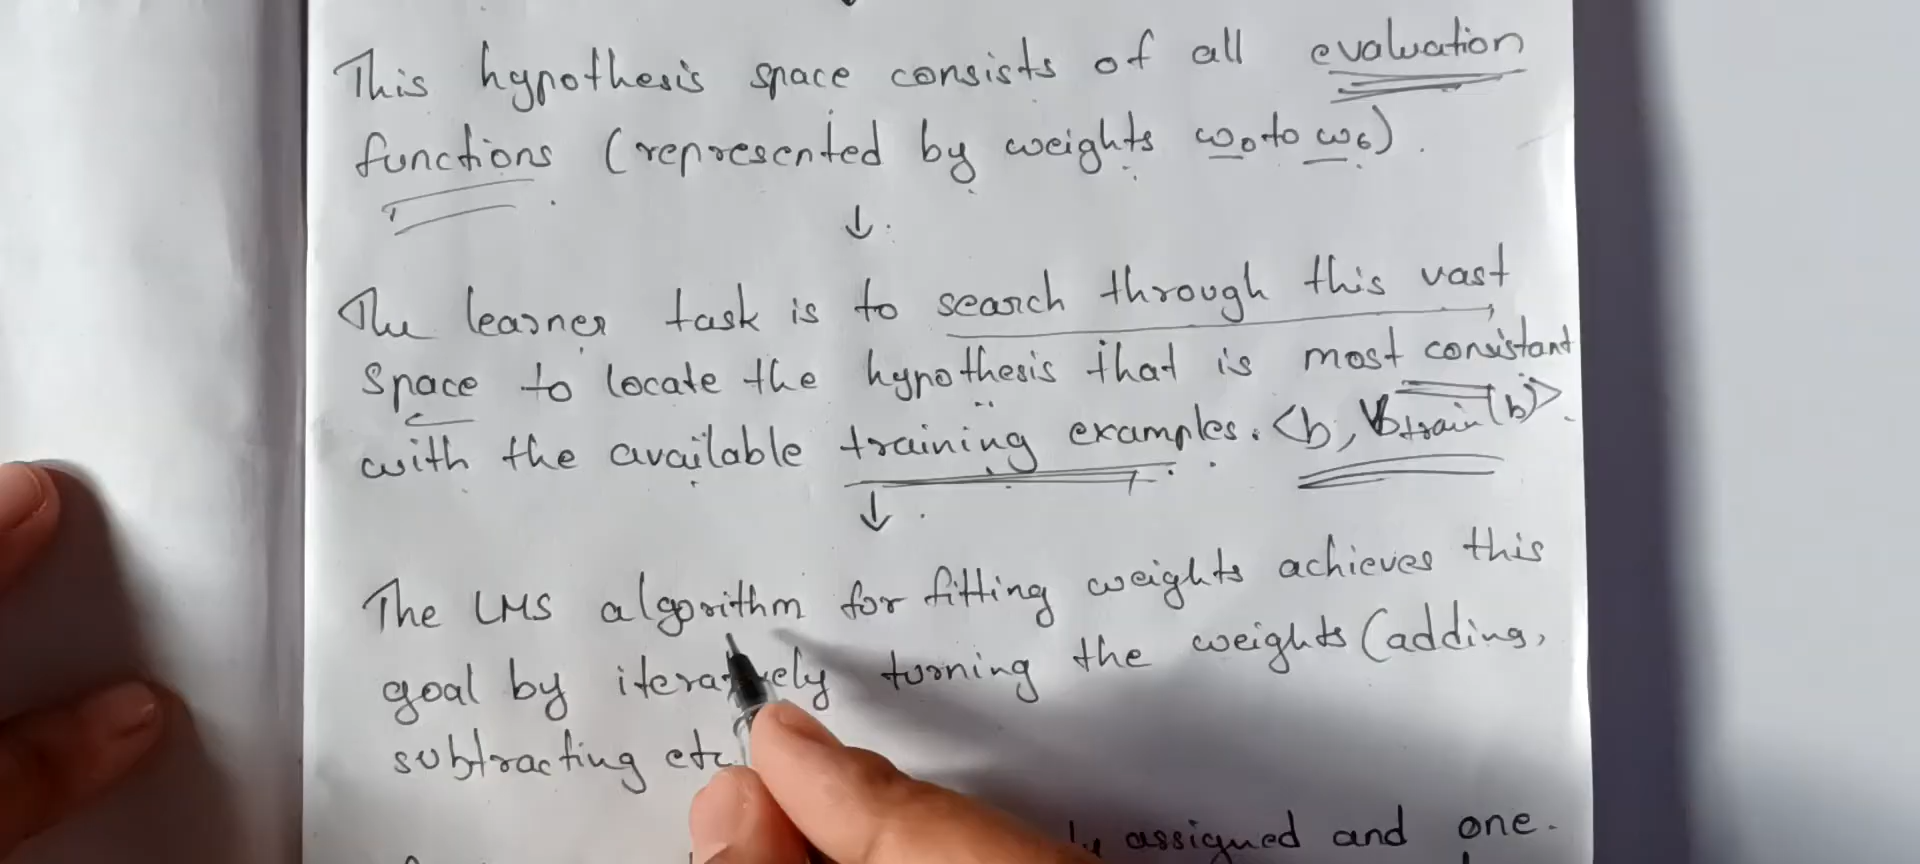 This hypothesis space consists of all evaluation
functions (represented by weights w0 to w6).
↓
The learner task is to search through this vast
space to locate the hypothesis that is most consistant
with the available training examples. <b, Vtrain(b)>.
↓
The LMS algorithm for fitting weights achieves this
goal by iteratively turning the weights (adding,
subtracting etc
assigned and one.